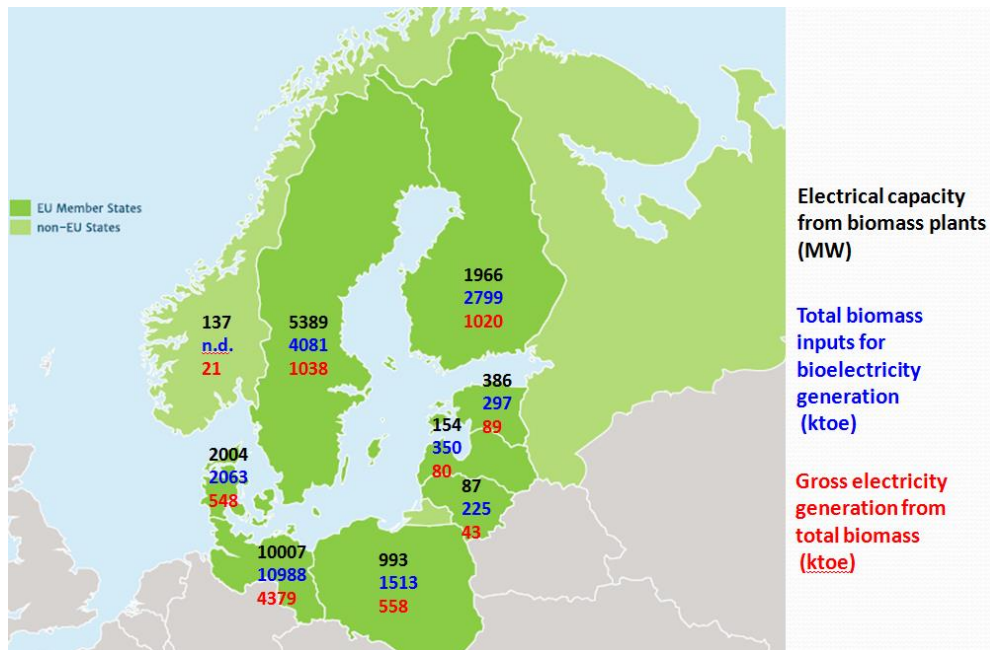 EU Member States
non-EU States
137
n.d.
21
5389
4081
1038
1966
2799
1020
386
297
89
154
350
80
87
225
43
2004
2063
548
10007
10988
4379
993
1513
558
Electrical capacity
from biomass plants
(MW)
Total biomass
inputs for
bioelectricity
generation
(ktoe)
Gross electricity
generation from
total biomass
(ktoe)